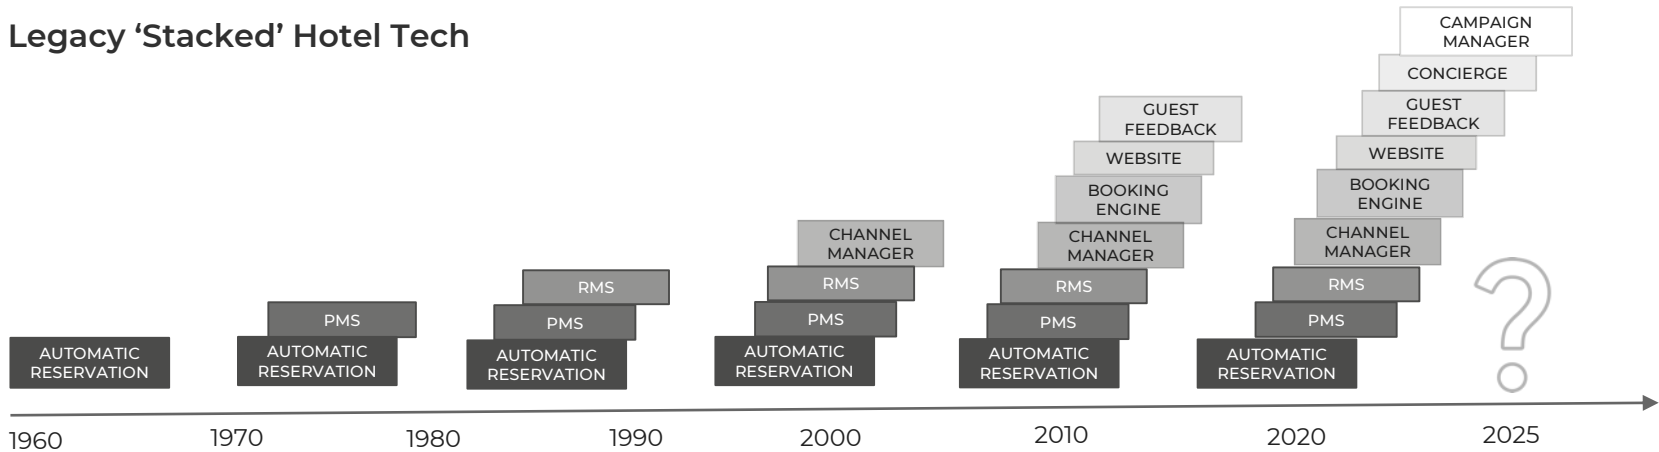 Legacy ‘Stacked’ Hotel Tech
AUTOMATIC
RESERVATION
PMS
AUTOMATIC
RESERVATION
RMS
PMS
AUTOMATIC
RESERVATION
CHANNEL
MANAGER
RMS
PMS
AUTOMATIC
RESERVATION
GUEST
FEEDBACK
WEBSITE
BOOKING
ENGINE
CHANNEL
MANAGER
RMS
PMS
AUTOMATIC
RESERVATION
CAMPAIGN
MANAGER
CONCIERGE
GUEST
FEEDBACK
WEBSITE
BOOKING
ENGINE
CHANNEL
MANAGER
RMS
PMS
AUTOMATIC
RESERVATION
?
1960
1970
1980
1990
2000
2010
2020
2025